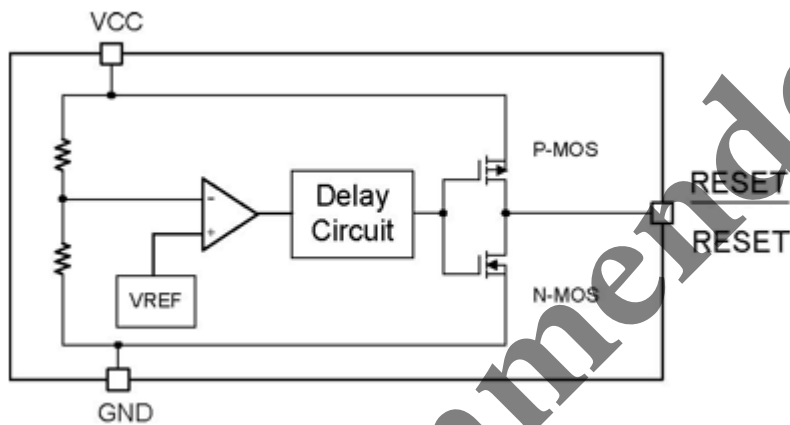 VCC
P-MOS
-
Delay
Circuit
RESET
RESET
+
VREF
N-MOS
GND